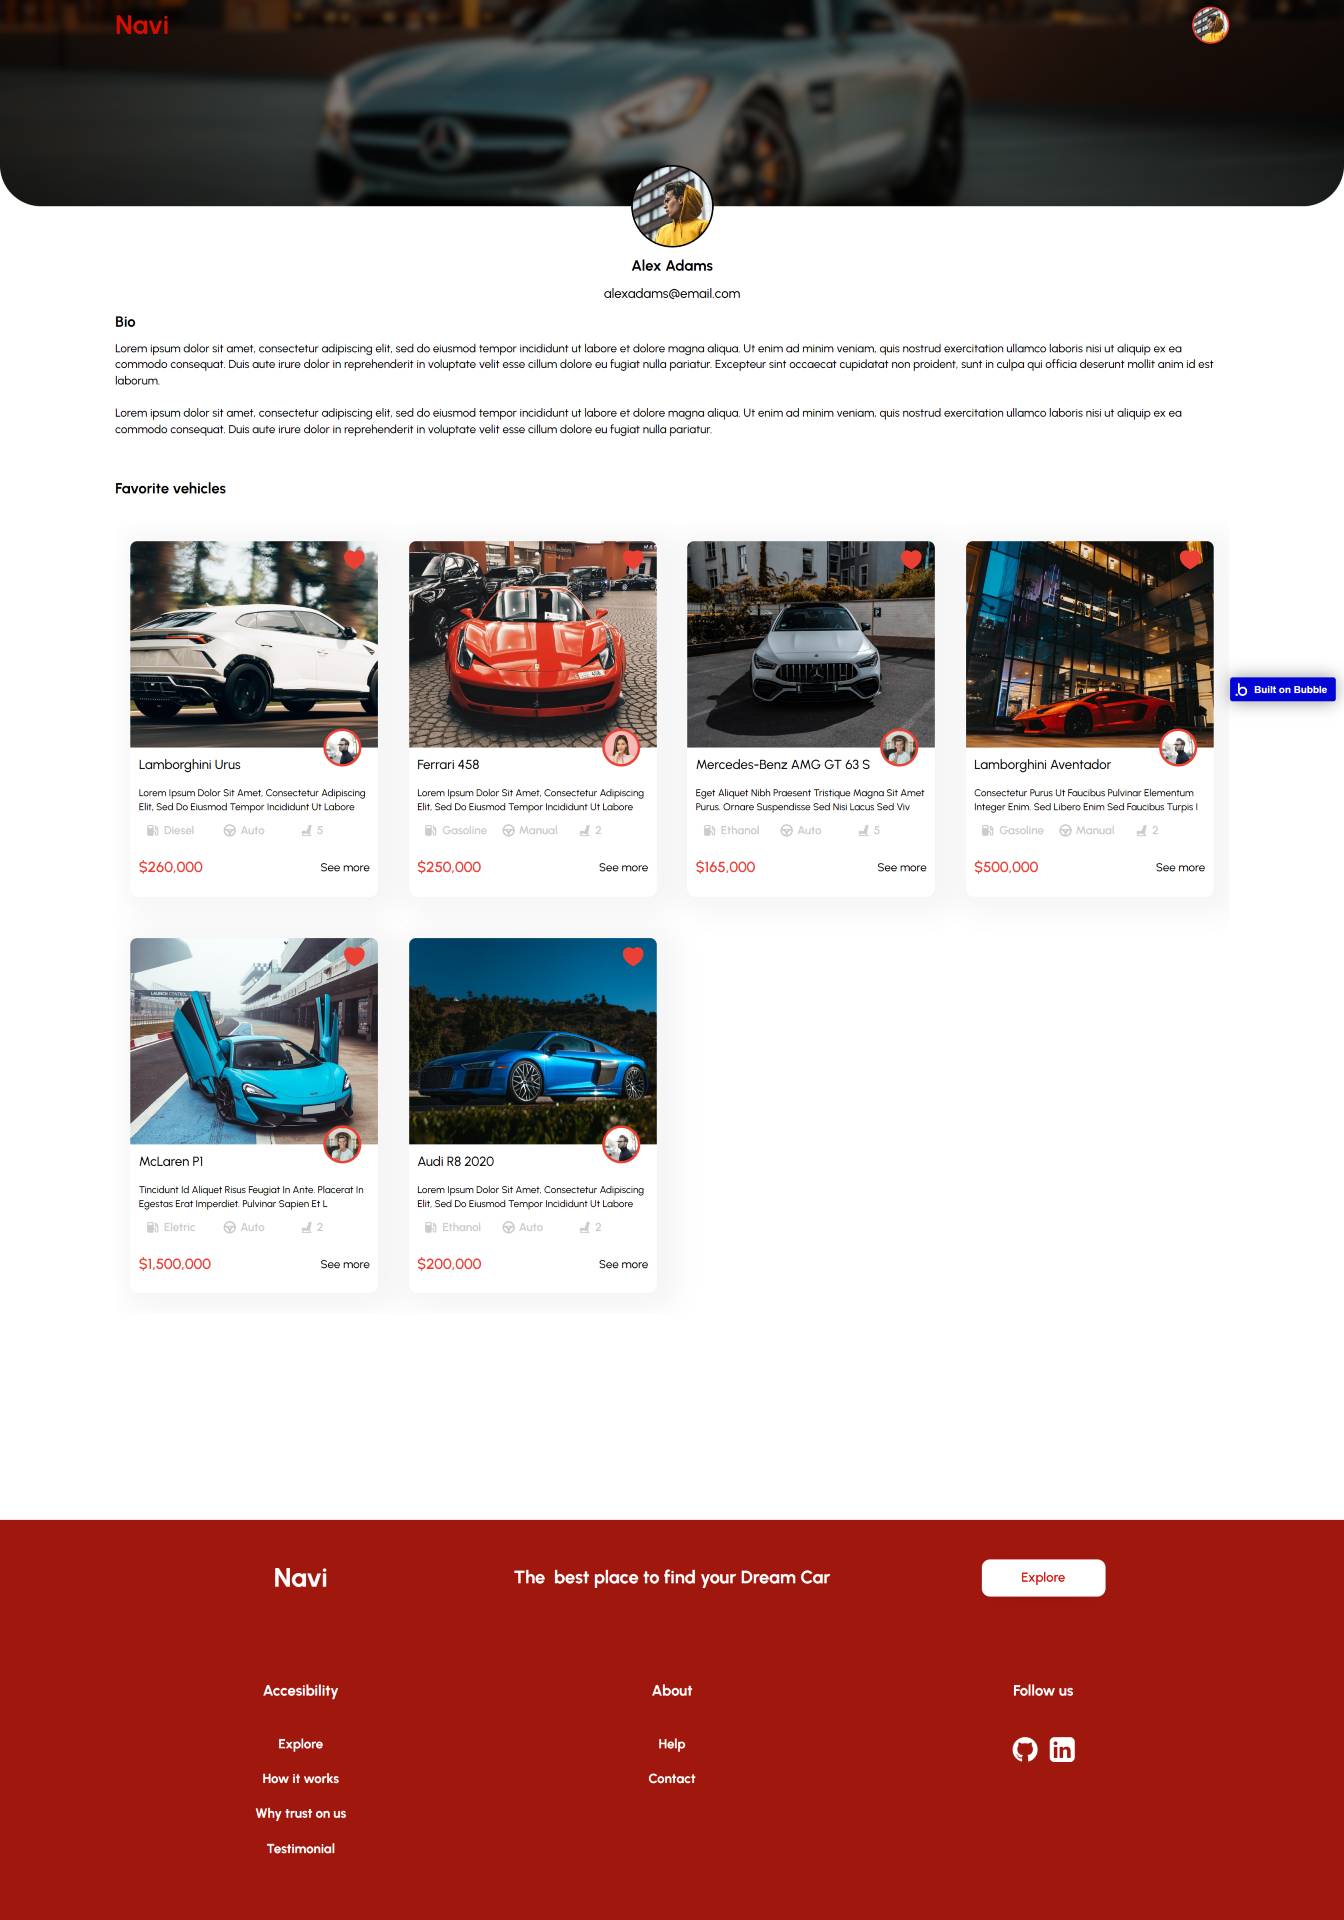 Navi
Alex Adams
alexadams@email.com
Bio
Lorem ipsum dolor sit amet, consectetur adipiscing elit, sed do eiusmod tempor incididunt ut labore et dolore magna aliqua. Ut enim ad minim veniam, quis nostrud exercitation ullamco laboris nisi ut aliquip ex ea
commodo consequat. Duis aute irure dolor in reprehenderit in voluptate velit esse cillum dolore eu fugiat nulla pariatur. Excepteur sint occaecat cupidatat non proident, sunt in culpa qui officia deserunt mollit anim id est
laborum.
Lorem ipsum dolor sit amet, consectetur adipiscing elit, sed do eiusmod tempor incididunt ut labore et dolore magna aliqua. Ut enim ad minim veniam, quis nostrud exercitation ullamco laboris nisi ut aliquip ex ea
commodo consequat. Duis aute irure dolor in reprehenderit in voluptate velit esse cillum dolore eu fugiat nulla pariatur.
Favorite vehicles
Lamborghini Urus
Lorem Ipsum Dolor Sit Amet, Consectetur Adipiscing
Elit, Sed Do Eiusmod Tempor Incididunt Ut Labore
Diesel Auto 5
$260,000 See more
Ferrari 458
Lorem Ipsum Dolor Sit Amet, Consectetur Adipiscing
Elit, Sed Do Eiusmod Tempor Incididunt Ut Labore
Gasoline Manual 2
$250,000 See more
Mercedes-Benz AMG GT 63 S
Eget Aliquet Nibh Praesent Tristique Magna Sit Amet
Purus. Ornare Suspendisse Sed Nisi Lacus Sed Viv
Ethanol Auto 5
$165,000 See more
Lamborghini Aventador
Consectetur Purus Ut Faucibus Pulvinar Elementum
Integer Enim. Sed Libero Enim Sed Faucibus Turpis I
Gasoline Manual 2
$500,000 See more
Built on Bubble
LAUNCH CONTROL
McLaren P1
Tincidunt Id Aliquet Risus Feugiat In Ante. Placerat In
Egestas Erat Imperdiet. Pulvinar Sapien Et L
Eletric Auto 2
$1,500,000 See more
Audi R8 2020
Lorem Ipsum Dolor Sit Amet, Consectetur Adipiscing
Elit, Sed Do Eiusmod Tempor Incididunt Ut Labore
Ethanol Auto 2
$200,000 See more
Navi
The best place to find your Dream Car
Explore
Accesibility
Explore
How it works
Why trust on us
Testimonial
About
Help
Contact
Follow us